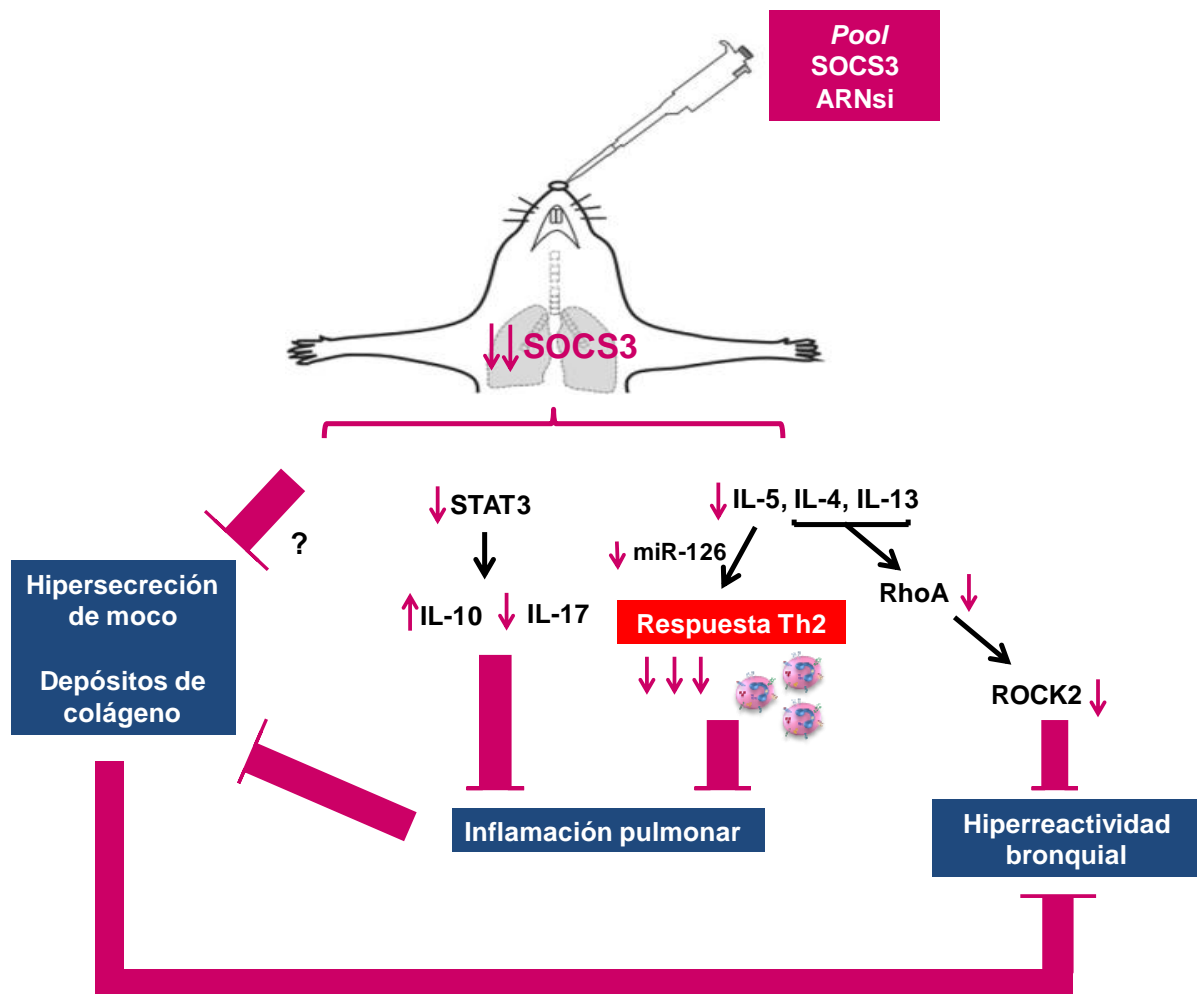 Pool
SOCS3
ARNsi
SOCS3
STAT3
IL-5, IL-4, IL-13
?
miR-126
Hipersecreción
de moco
Depósitos de
colágeno
IL-10
IL-17
Respuesta Th2
RhoA
ROCK2
Inflamación pulmonar
Hiperreactividad
bronquial